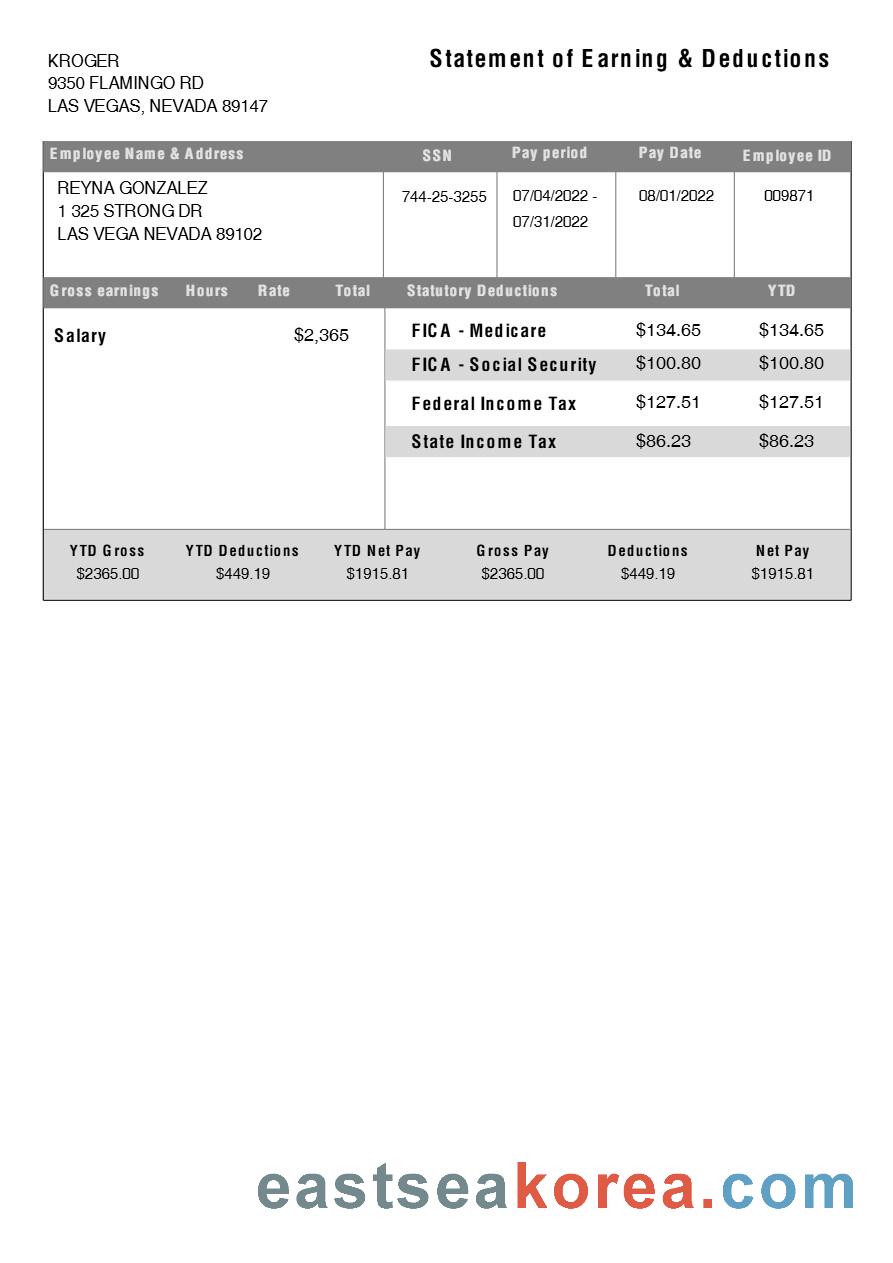 KROGER
9350 FLAMINGO RD
LAS VEGAS, NEVADA 89147
Statement of Earning & Deductions
Employee Name & Address SSN Pay period Pay Date Employee ID
REYNA GONZALEZ
1 325 STRONG DR
LAS VEGA NEVADA 89102
744-25-3255
07/04/2022 -
07/31/2022
08/01/2022
009871
Gross earnings Hours Rate Total Statutory Deductions Total YTD
Salary $2,365
FICA - Medicare $134.65 $134.65
FICA - Social Security $100.80 $100.80
Federal Income Tax $127.51 $127.51
State Income Tax $86.23 $86.23
YTD Gross YTD Deductions YTD Net Pay Gross Pay Deductions Net Pay
$2365.00 $449.19 $1915.81 $2365.00 $449.19 $1915.81
eastseakorea.com